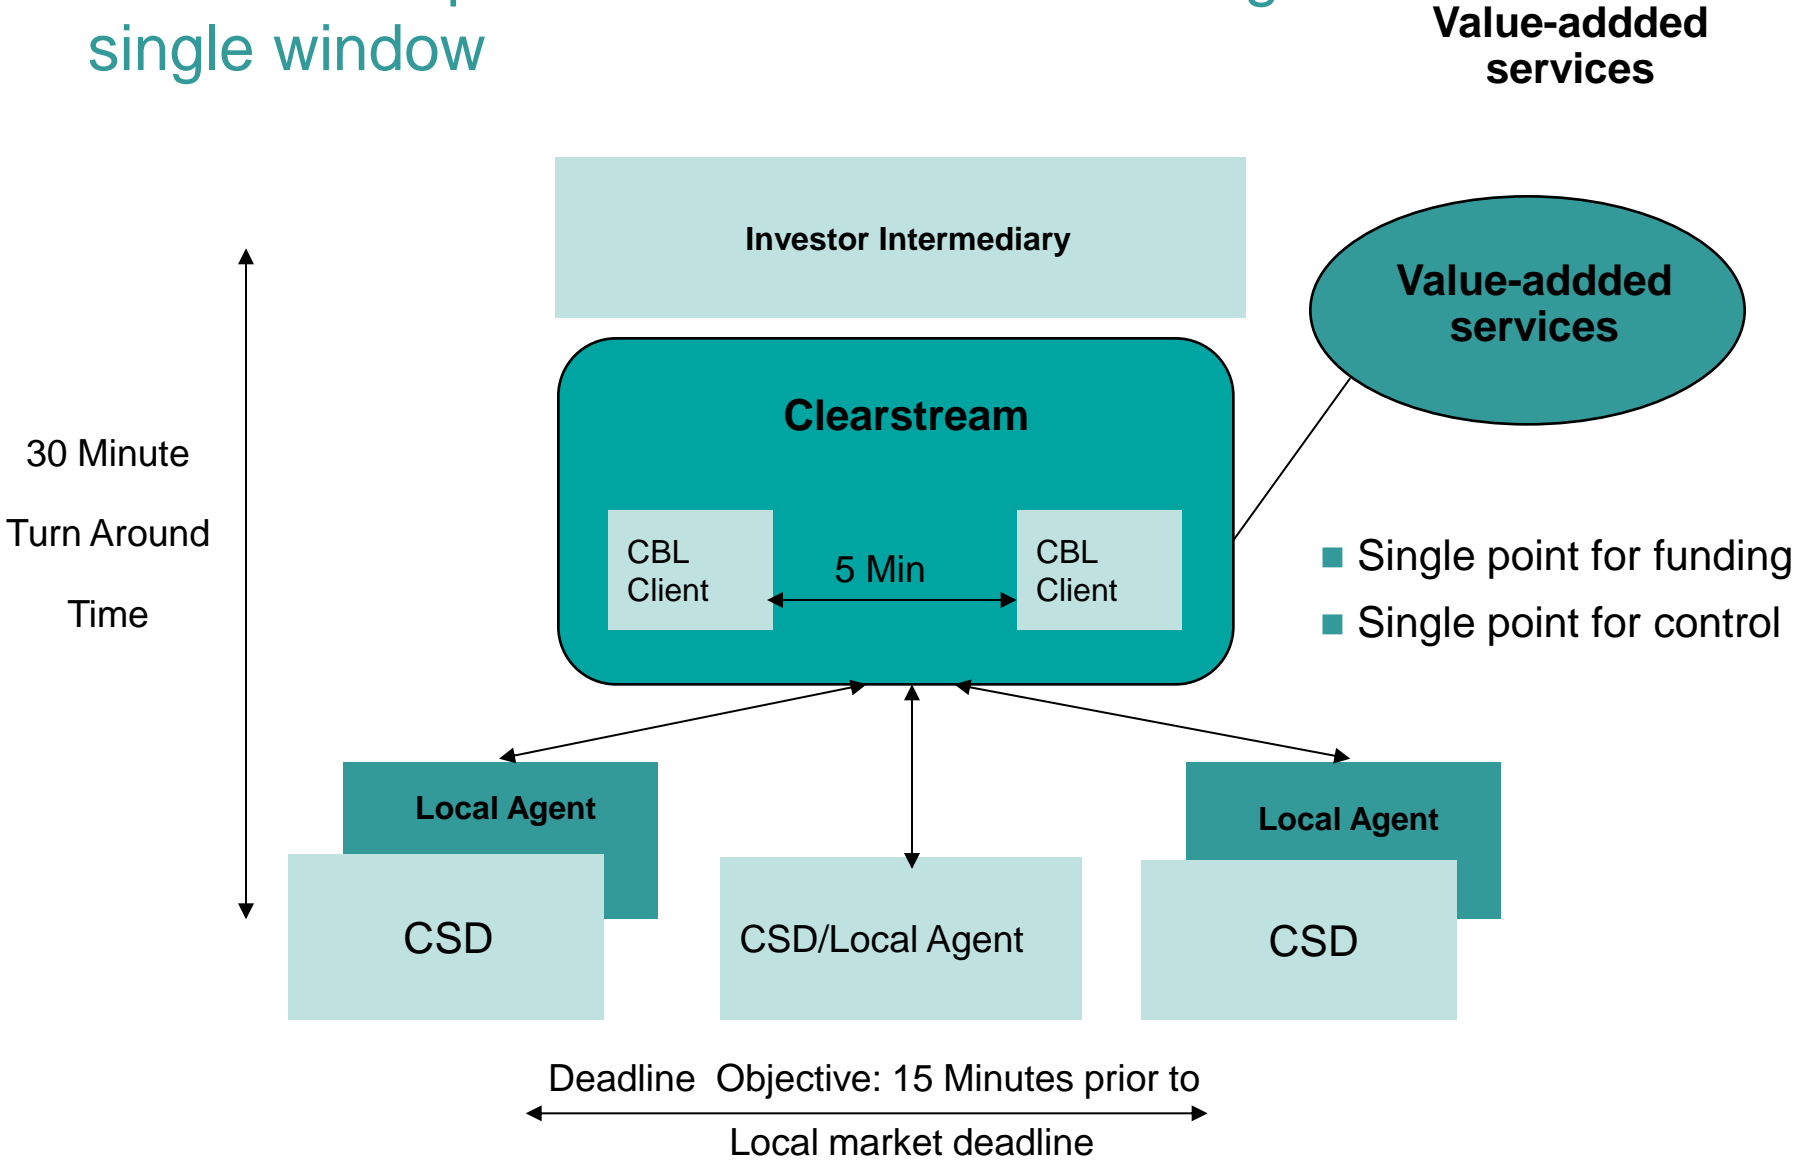 single window
Value-addded
services
Investor Intermediary
Value-addded
services
Clearstream
30 Minute
Turn Around
Time
CBL
Client
5 Min
CBL
Client
■ Single point for funding
■ Single point for control
Local Agent
Local Agent
CSD
CSD/Local Agent
CSD
Deadline  Objective: 15 Minutes prior to
Local market deadline